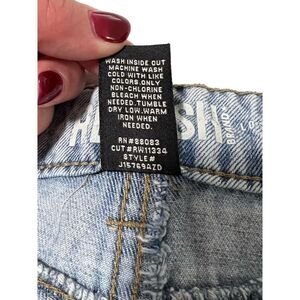 WASH INSIDE OUT
MACHINE WASH
COLD WITH LIKE
COLORS.ONLY
NON-CHLORINE
BLEACH WHEN
NEEDED.TUMBLE
DRY LOW.WARM
IRON WHEN
NEEDED.
RN#88083
CUT#RW11334
STYLE#
J15769AZD